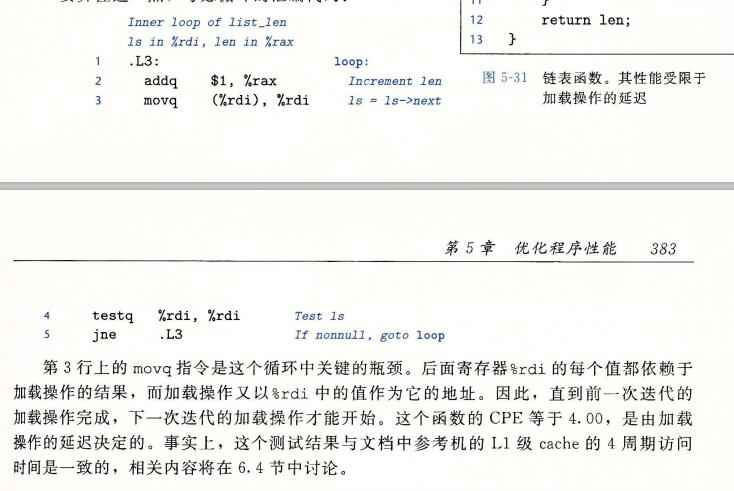 Inner loop of list_len
ls in %rdi, len in %rax
1 .L3: loop:
2 addq $1, %rax Increment len
3 movq (%rdi), %rdi ls = ls->next
12 return len;
13 }
图 5-31 链表函数。其性能受限于
加载操作的延迟
第 5 章 优化程序性能 383
4 testq %rdi, %rdi Test ls
5 jne .L3 If nonnull, goto loop
第 3 行上的 movq 指令是这个循环中关键的瓶颈。后面寄存器%rdi 的每个值都依赖于
加载操作的结果，而加载操作又以%rdi 中的值作为它的地址。因此，直到前一次迭代的
加载操作完成，下一次迭代的加载操作才能开始。这个函数的 CPE 等于 4.00，是由加载
操作的延迟决定的。事实上，这个测试结果与文档中参考机的 L1 级 cache 的 4 周期访问
时间是一致的，相关内容将在 6.4 节中讨论。